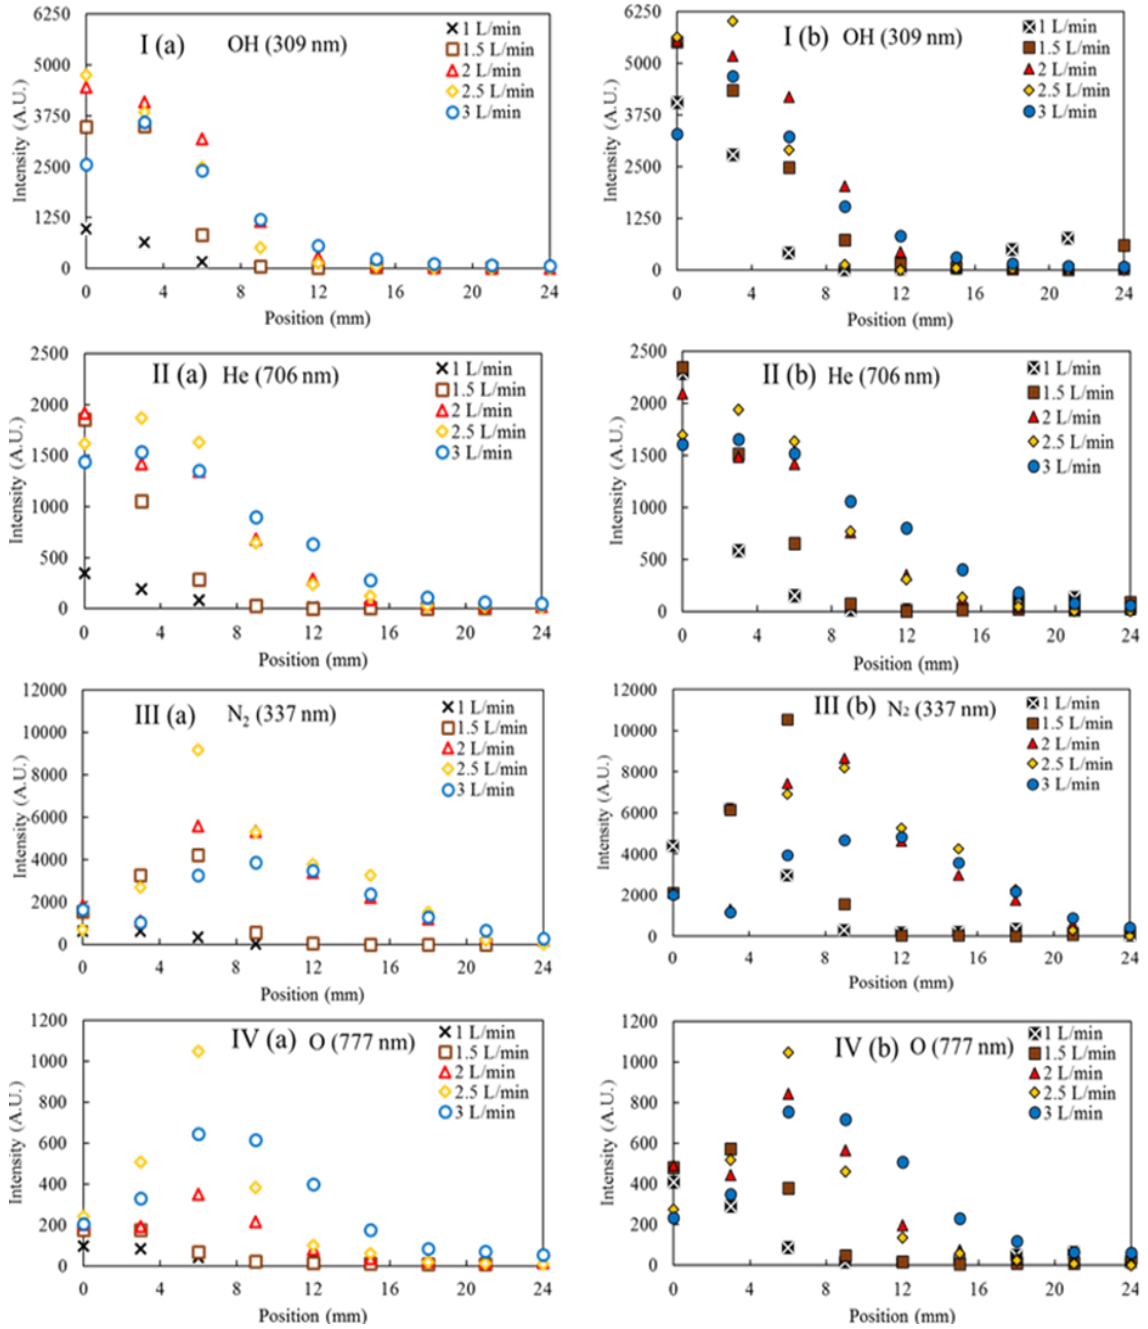 I (a) OH (309 nm)
Intensity (A.U.)
6250
5000
3750
2500
1250
0
1 L/min
1.5 L/min
2 L/min
2.5 L/min
3 L/min
0 4 8 12 16 20 24
Position (mm)
I (b) OH (309 nm)
Intensity (A.U.)
6250
5000
3750
2500
1250
0
1 L/min
1.5 L/min
2 L/min
2.5 L/min
3 L/min
0 4 8 12 16 20 24
Position (mm)
II (a) He (706 nm)
Intensity (A.U.)
2500
2000
1500
1000
500
0
1 L/min
1.5 L/min
2 L/min
2.5 L/min
3 L/min
0 4 8 12 16 20 24
Position (mm)
II (b) He (706 nm)
Intensity (A.U.)
2500
2000
1500
1000
500
0
1 L/min
1.5 L/min
2 L/min
2.5 L/min
3 L/min
0 4 8 12 16 20 24
Position (mm)
III (a) N2 (337 nm)
Intensity (A.U.)
12000
10000
8000
6000
4000
2000
0
1 L/min
1.5 L/min
2 L/min
2.5 L/min
3 L/min
0 4 8 12 16 20 24
Position (mm)
III (b) N2 (337 nm)
Intensity (A.U.)
12000
10000
8000
6000
4000
2000
0
1 L/min
1.5 L/min
2 L/min
2.5 L/min
3 L/min
0 4 8 12 16 20 24
Position (mm)
IV (a) O (777 nm)
Intensity (A.U.)
1200
1000
800
600
400
200
0
1 L/min
1.5 L/min
2 L/min
2.5 L/min
3 L/min
0 4 8 12 16 20 24
Position (mm)
IV (b) O (777 nm)
Intensity (A.U.)
1200
1000
800
600
400
200
0
1 L/min
1.5 L/min
2 L/min
2.5 L/min
3 L/min
0 4 8 12 16 20 24
Position (mm)